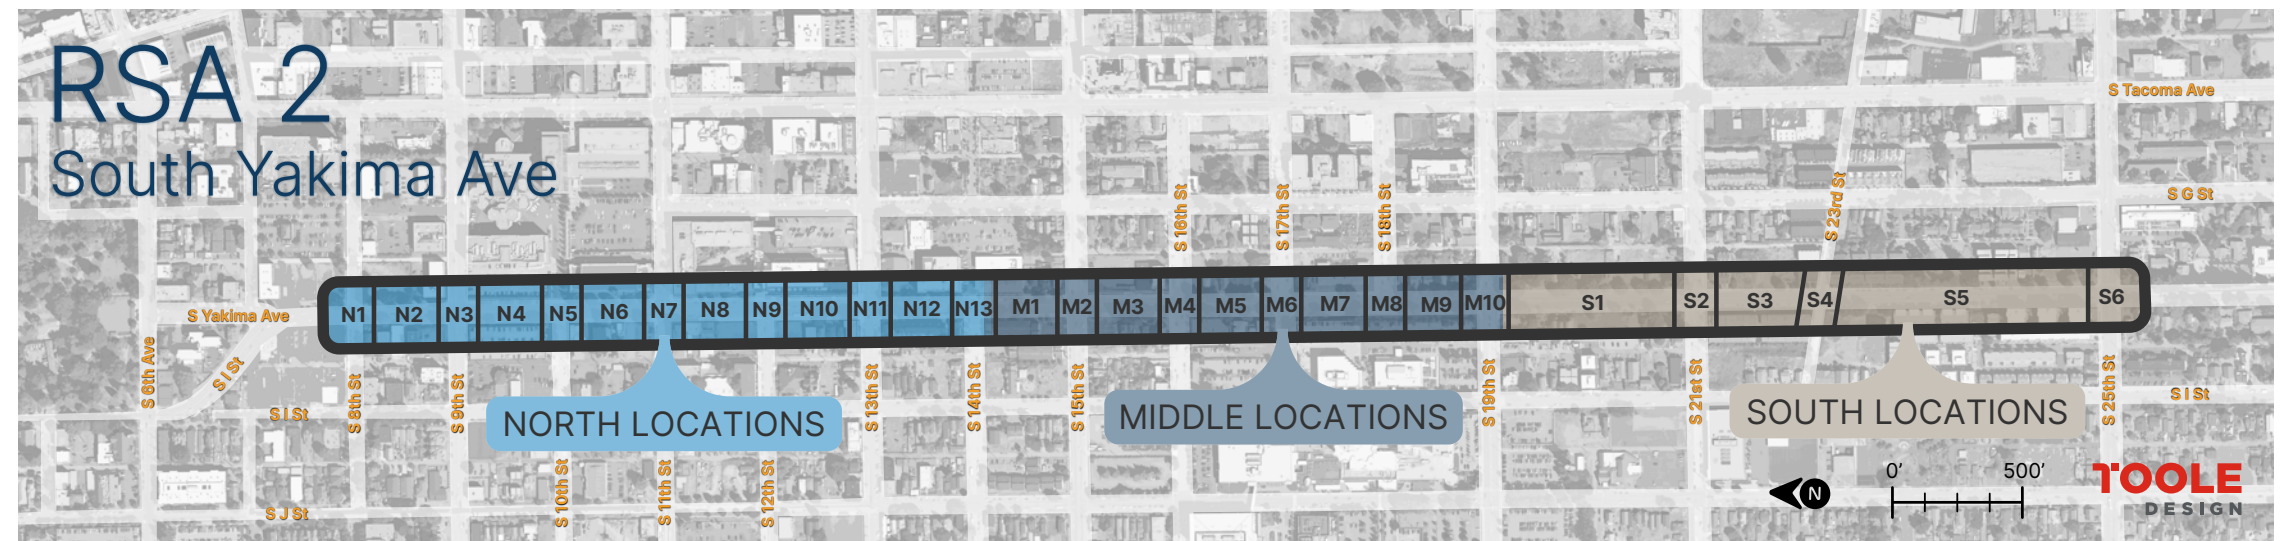 RSA 2
South Yakima Ave
S Tacoma Ave
S G St
S 16th St
S 17th St
S 18th St
S 23rd St
S Yakima Ave
N1 N2 N3 N4 N5 N6 N7 N8 N9 N10 N11 N12 N13 M1 M2 M3 M4 M5 M6 M7 M8 M9 M10 S1 S2 S3 S4 S5 S6
S 6th Ave
S I St
S I St
S 8th St
S 9th St
NORTH LOCATIONS
S 13th St
S 14th St
S 15th St
MIDDLE LOCATIONS
S 19th St
S 21st St
SOUTH LOCATIONS
S 25th St
S I St
S J St
S 10th St
S 11th St
S 12th St
N
0' 500'
TOOLE
DESIGN